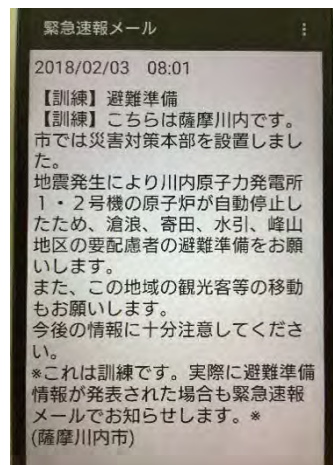 緊急速報メール
2018/02/03 08:01
【訓練】避難準備
【訓練】こちらは薩摩川内です。
市では災害対策本部を設置しまし
た。
地震発生により川内原子力発電所
1・2号機の原子炉が自動停止し
たため、滄浪、寄田、水引、峰山
地区の要配慮者の避難準備をお願
いします。
また、この地域の観光客等の移動
もお願いします。
今後の情報に十分注意してくださ
い。
*これは訓練です。実際に避難準備
情報が発表された場合も緊急速報
メールでお知らせします。*
(薩摩川内市)